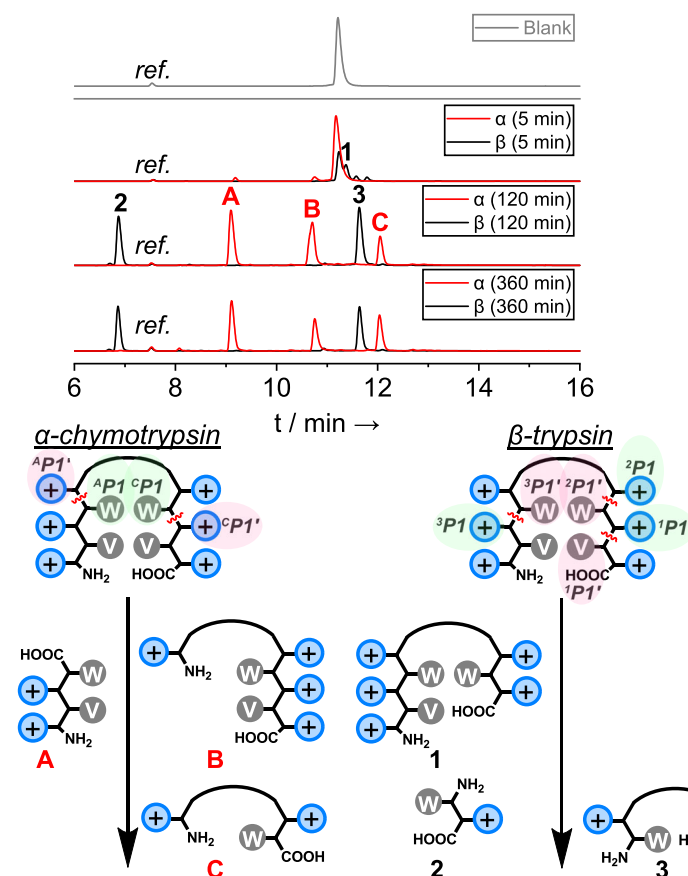 Blank
ref.
α (5 min)
β (5 min)
ref.
1
α (120 min)
β (120 min)
2
A
B
3
C
ref.
α (360 min)
β (360 min)
ref.
6 8 10 12 14 16
t / min →
α-chymotrypsin
β-trypsin
AP1'
AP1 CP1
+ W W +
+ + CP1'
V V
+ NH2 HOOC +
3P1' 2P1' 2P1
+ W W +
3P1 + + 1P1
V V
NH2 HOOC +
1P1'
HOOC
W
+
V
+
NH2
A
+
NH2
W +
+
V
HOOC +
B
+ W W +
+ V HOOC +
+ NH2
1
+
NH2
W
+
COOH
C
NH2
W
+
HOOC
2
+
H2N
W
H
3